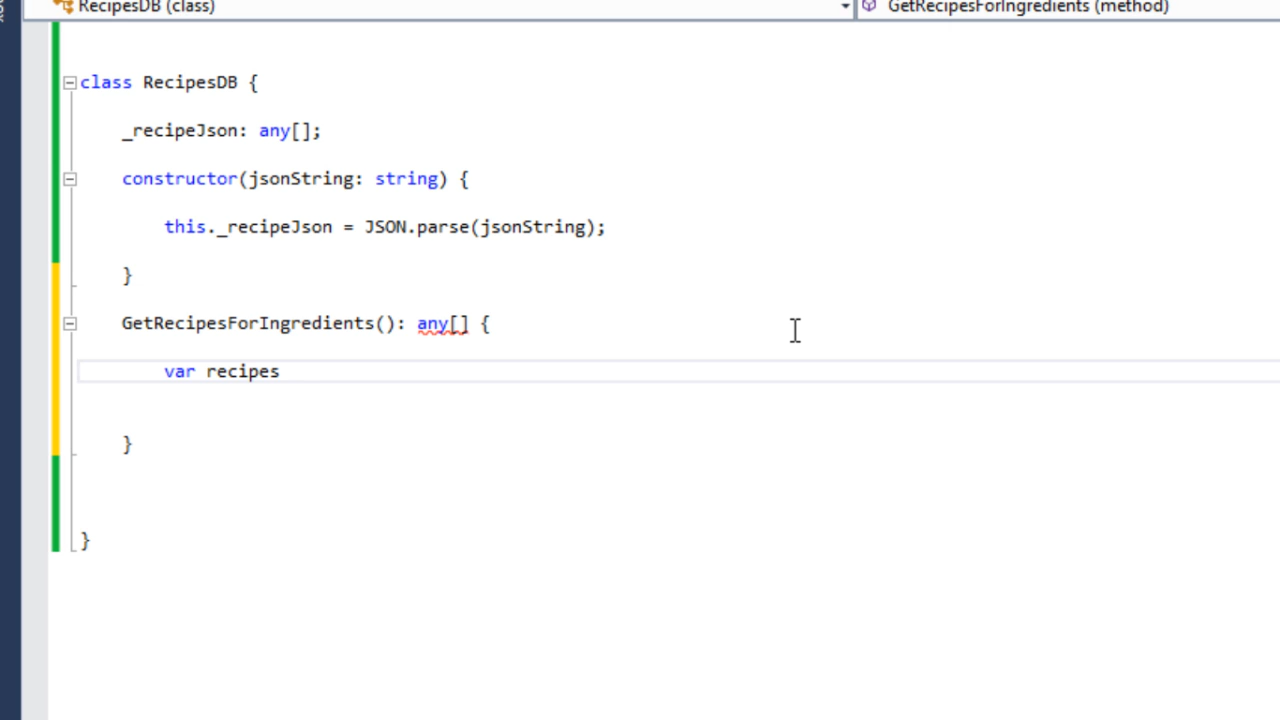 RecipesDB (class)
GetRecipesForIngredients (method)
class RecipesDB {
_recipeJson: any[];
constructor(jsonString: string) {
this._recipeJson = JSON.parse(jsonString);
}
GetRecipesForIngredients(): any[] {
var recipes
}
}